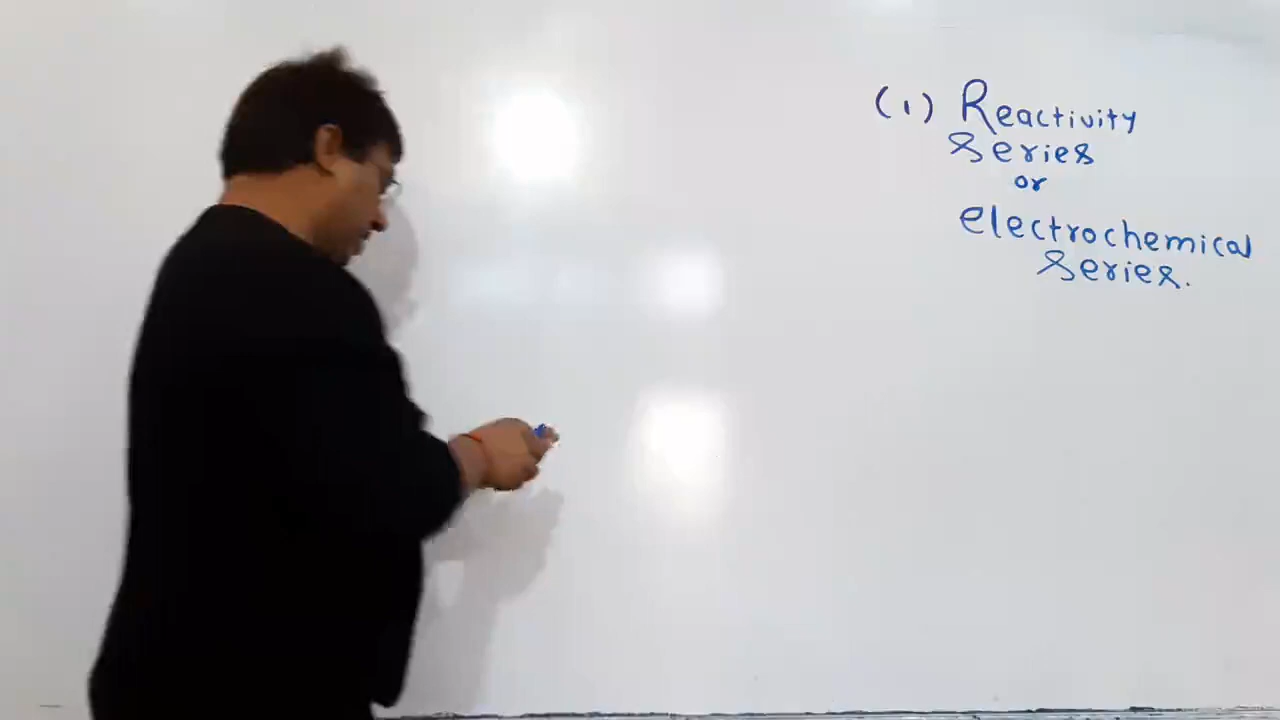 (1) Reactivity
series
or
electrochemical
series.